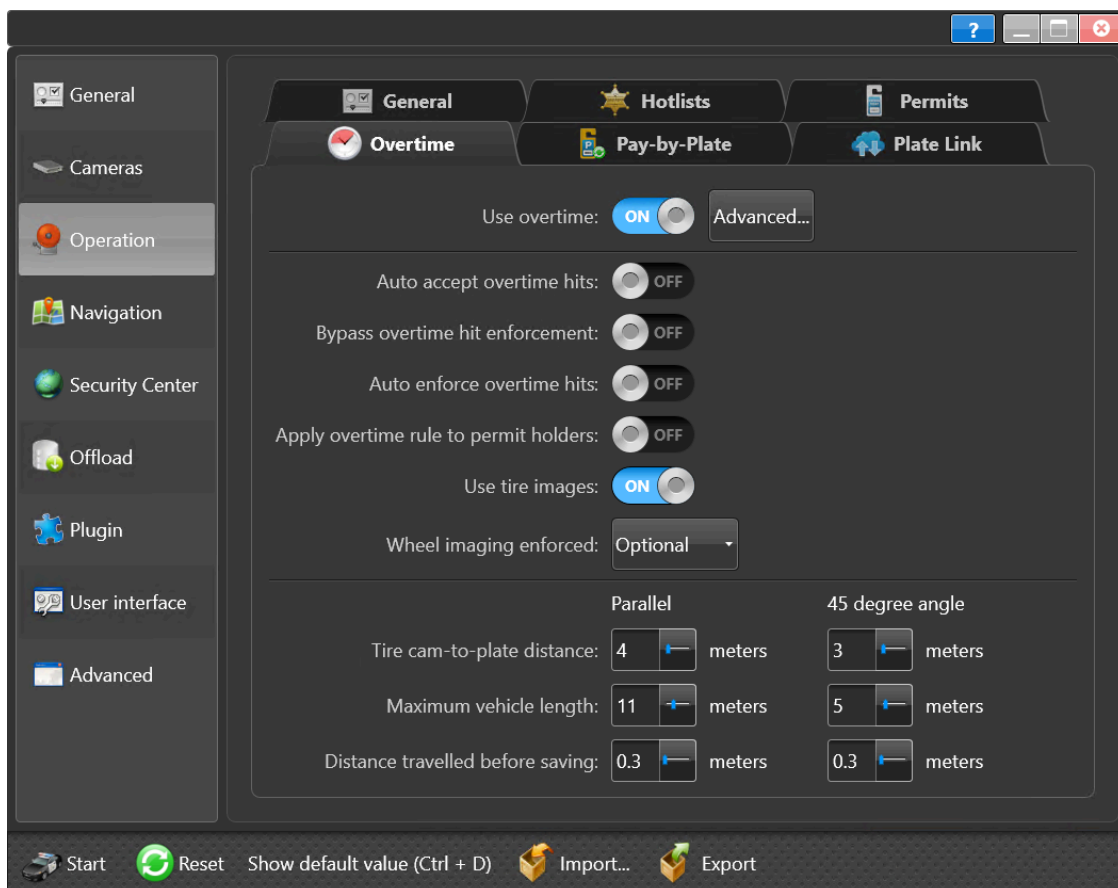 ?
General
Cameras
Operation
Navigation
Security Center
Offload
Plugin
User interface
Advanced
General Hotlists Permits
Overtime Pay-by-Plate Plate Link
Use overtime: ON Advanced...
Auto accept overtime hits: OFF
Bypass overtime hit enforcement: OFF
Auto enforce overtime hits: OFF
Apply overtime rule to permit holders: OFF
Use tire images: ON
Wheel imaging enforced: Optional
Parallel 45 degree angle
Tire cam-to-plate distance: 4 meters 3 meters
Maximum vehicle length: 11 meters 5 meters
Distance travelled before saving: 0.3 meters 0.3 meters
Start Reset Show default value (Ctrl + D) Import... Export